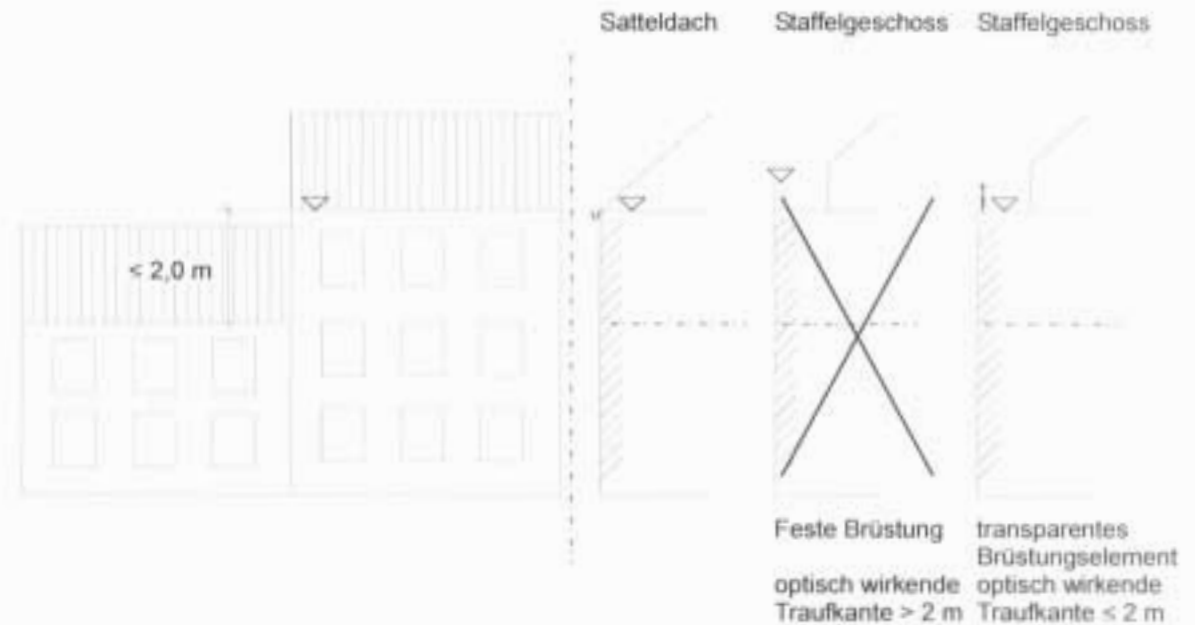 Satteldach
Staffelgeschoss
Staffelgeschoss
< 2,0 m
Feste Brüstung
optisch wirkende
Traufkante > 2 m
transparentes
Brüstungselement
optisch wirkende
Traufkante ≤ 2 m